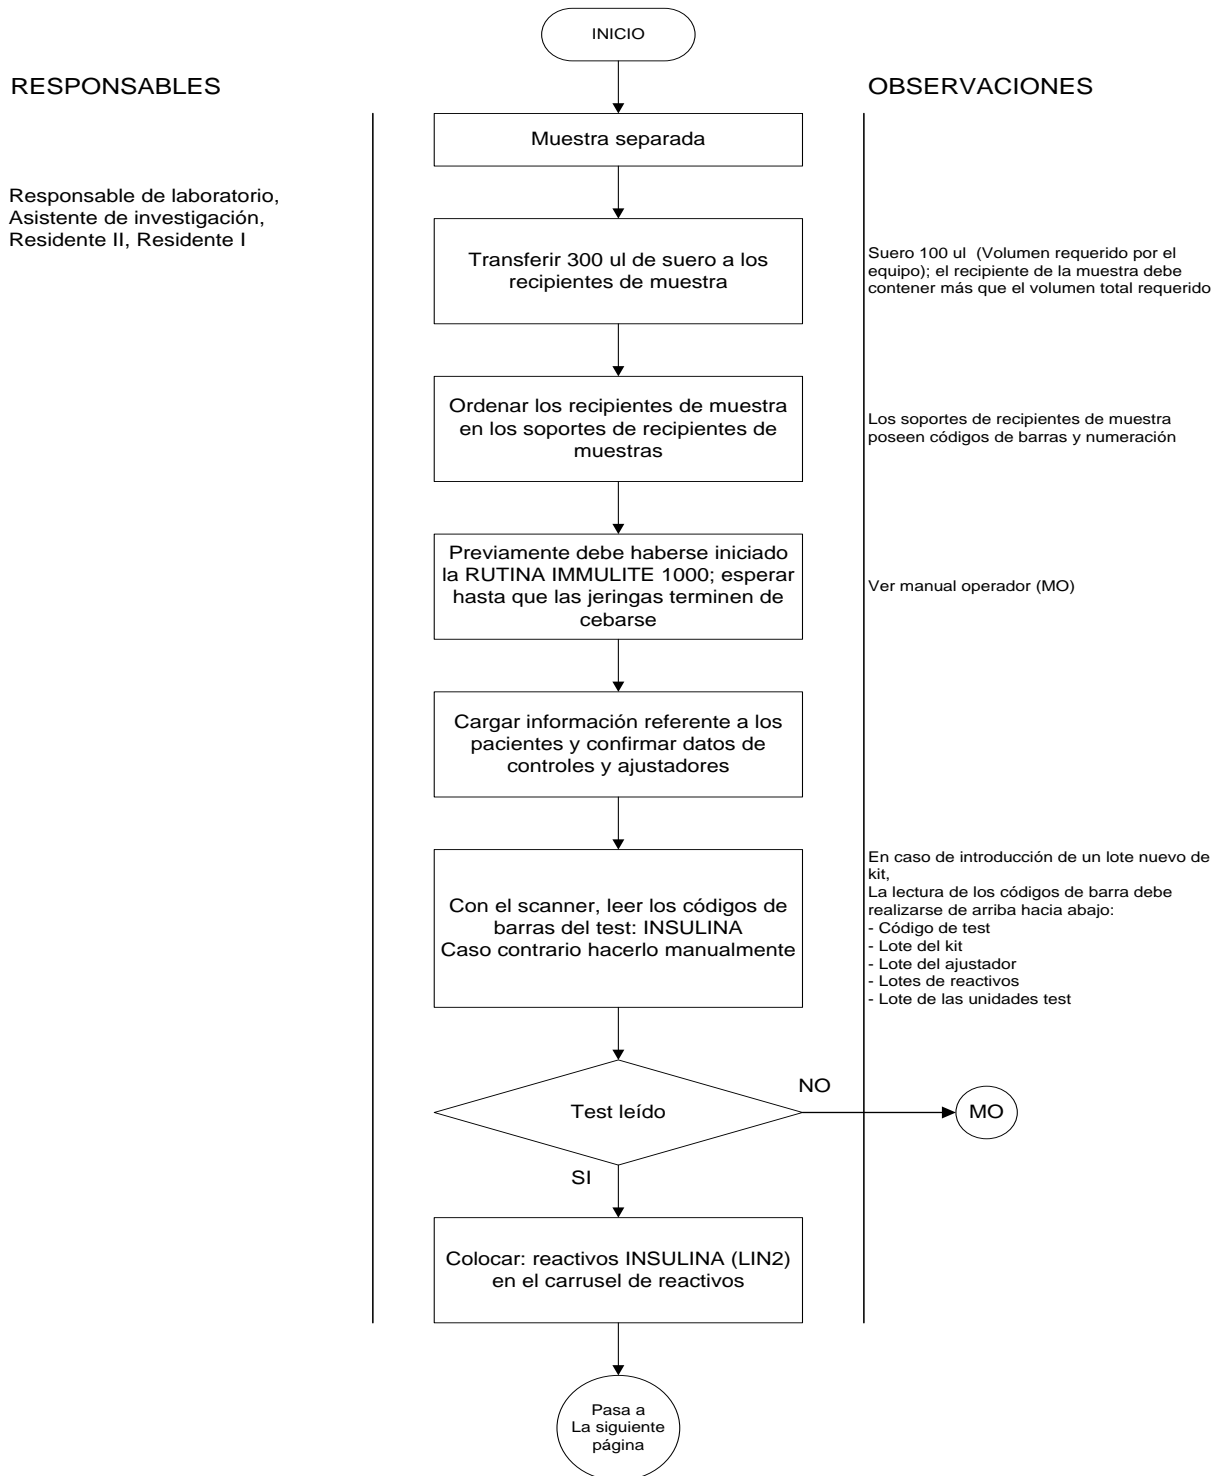 INICIO
RESPONSABLES
OBSERVACIONES
Muestra separada
Responsable de laboratorio,
Asistente de investigación,
Residente II, Residente I
Transferir 300 ul de suero a los
recipientes de muestra
Suero 100 ul  (Volumen requerido por el
equipo); el recipiente de la muestra debe
contener más que el volumen total requerido
Ordenar los recipientes de muestra
en los soportes de recipientes de
muestras
Los soportes de recipientes de muestra
poseen códigos de barras y numeración
Previamente debe haberse iniciado
la RUTINA IMMULITE 1000; esperar
hasta que las jeringas terminen de
cebarse
Ver manual operador (MO)
Cargar información referente a los
pacientes y confirmar datos de
controles y ajustadores
Con el scanner, leer los códigos de
barras del test: INSULINA
Caso contrario hacerlo manualmente
En caso de introducción de un lote nuevo de
kit,
La lectura de los códigos de barra debe
realizarse de arriba hacia abajo:
- Código de test
- Lote del kit
- Lote del ajustador
- Lotes de reactivos
- Lote de las unidades test
Test leído
NO
MO
SI
Colocar: reactivos INSULINA (LIN2)
en el carrusel de reactivos
Pasa a
La siguiente
página